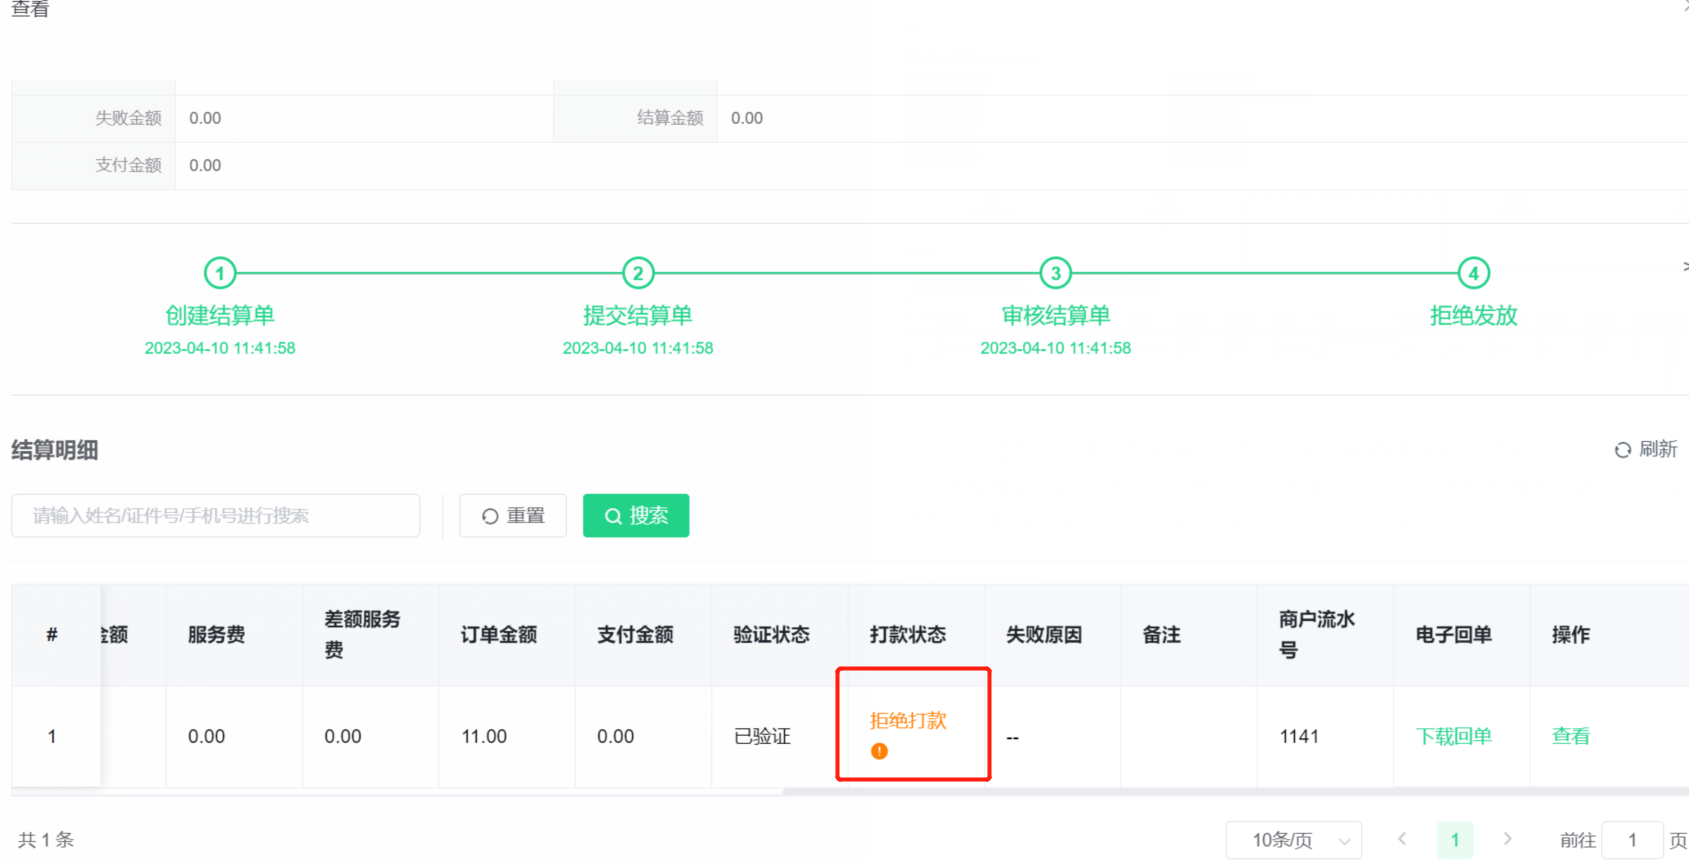 查看
失败金额 0.00 结算金额 0.00
支付金额 0.00
1 2 3 4
创建结算单 提交结算单 审核结算单 拒绝发放
2023-04-10 11:41:58 2023-04-10 11:41:58 2023-04-10 11:41:58
结算明细 刷新
请输入姓名/证件号/手机号进行搜索 重置 搜索
# 金额 服务费 差额服务费 订单金额 支付金额 验证状态 打款状态 失败原因 备注 商户流水号 电子回单 操作
1 0.00 0.00 11.00 0.00 已验证 拒绝打款 -- 1141 下载回单 查看
共 1 条 10条/页 1 前往 1 页